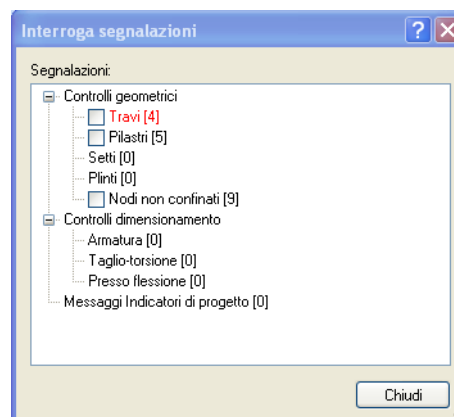 Interroga segnalazioni
Segnalazioni:
Controlli geometrici
Travi [4]
Pilastri [5]
Setti [0]
Plinti [0]
Nodi non confinati [9]
Controlli dimensionamento
Armatura [0]
Taglio-torsione [0]
Presso flessione [0]
Messaggi Indicatori di progetto [0]
Chiudi